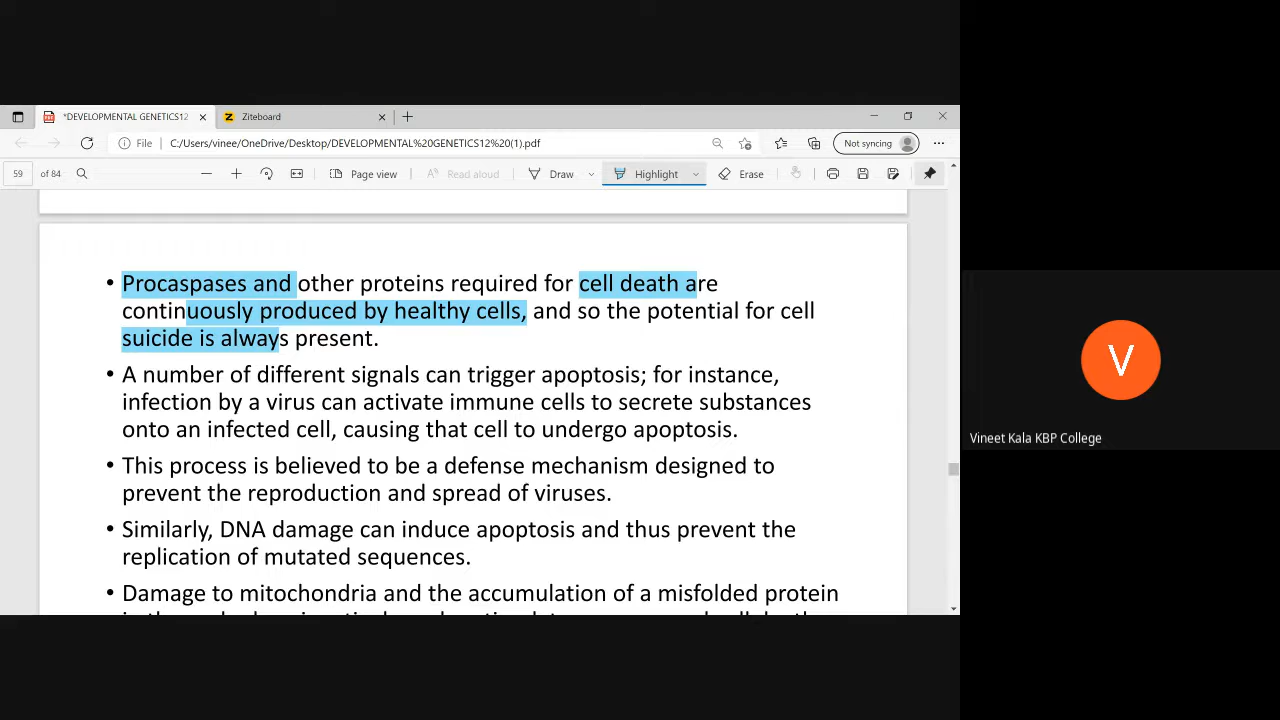 *DEVELOPMENTAL GENETICS12
Ziteboard
File
C:/Users/vinee/OneDrive/Desktop/DEVELOPMENTAL%20GENETICS12%20(1).pdf
Not syncing
59 of 84
Page view
Read aloud
Draw
Highlight
Erase
• Procaspases and other proteins required for cell death are
continuously produced by healthy cells, and so the potential for cell
suicide is always present.
• A number of different signals can trigger apoptosis; for instance,
infection by a virus can activate immune cells to secrete substances
onto an infected cell, causing that cell to undergo apoptosis.
• This process is believed to be a defense mechanism designed to
prevent the reproduction and spread of viruses.
• Similarly, DNA damage can induce apoptosis and thus prevent the
replication of mutated sequences.
• Damage to mitochondria and the accumulation of a misfolded protein
V
Vineet Kala KBP College